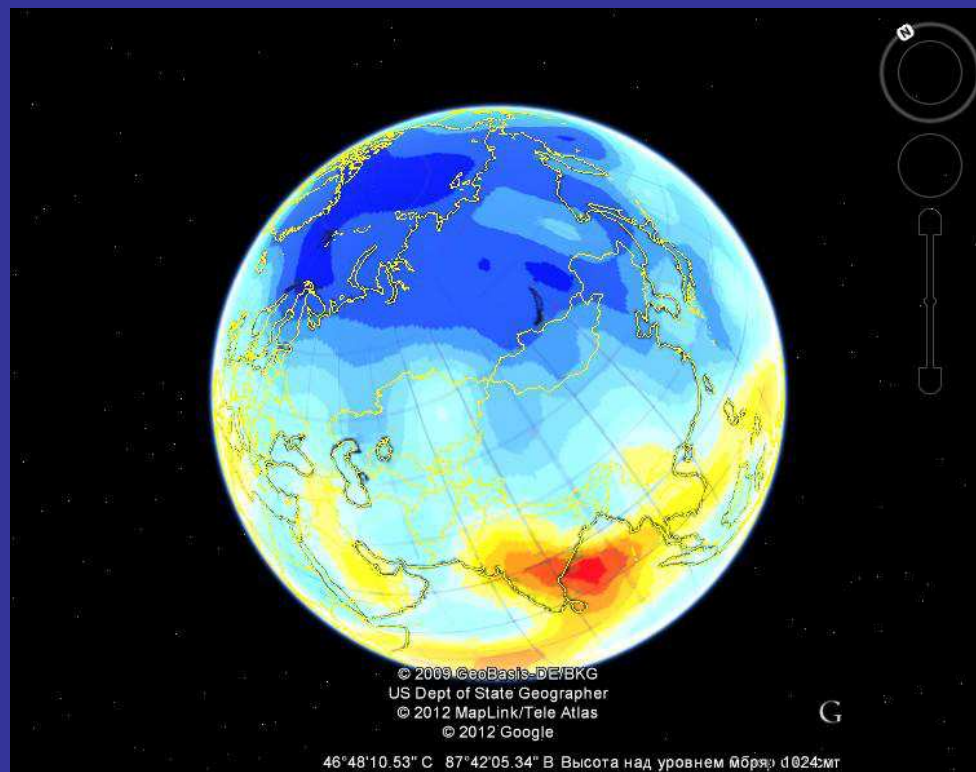 N
© 2009 GeoBasis-DE/BKG
US Dept of State Geographer
© 2012 MapLink/Tele Atlas
© 2012 Google
G
46°48'10.53" С 87°42'05.34" В Высота над уровнем моря